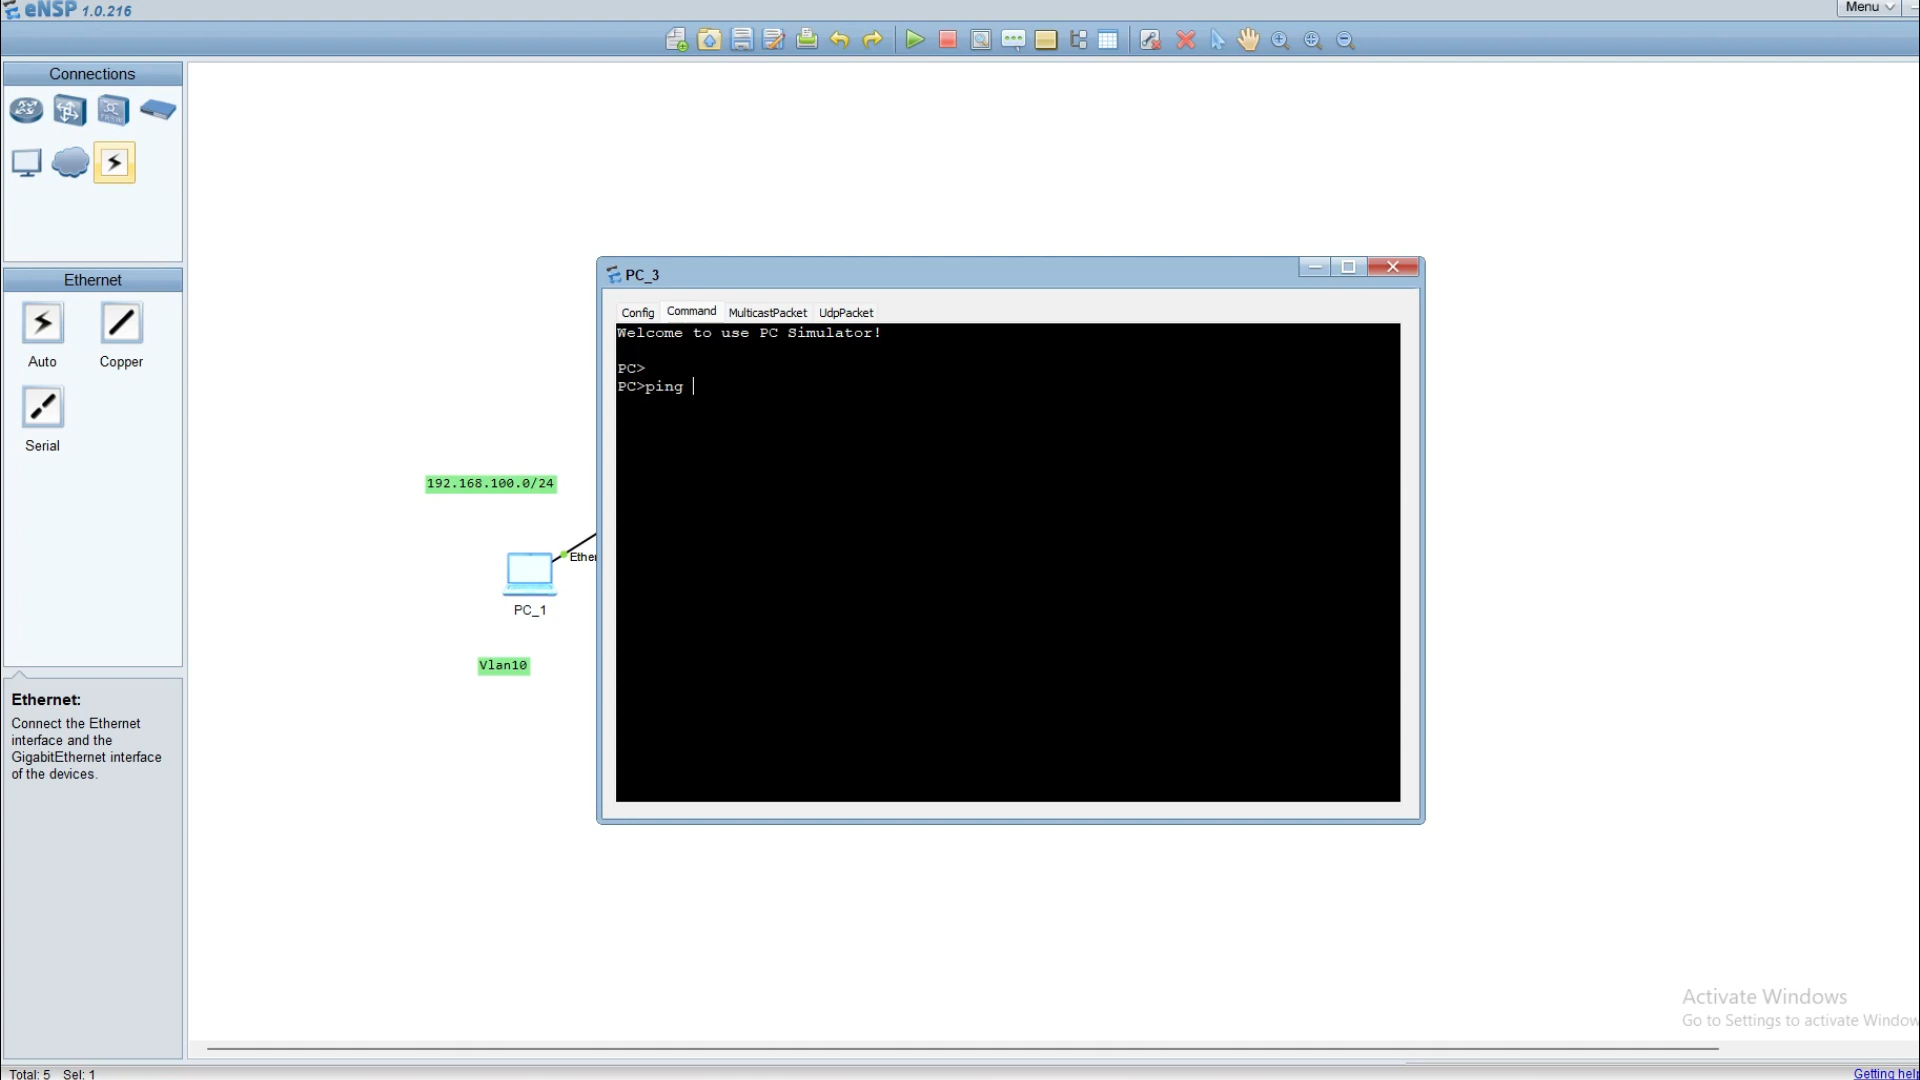 eNSP 1.0.216
Menu
Connections
Ethernet
Auto
Copper
Serial
Ethernet:
Connect the Ethernet
interface and the
GigabitEthernet interface
of the devices.
192.168.100.0/24
Ether
PC_1
Vlan10
PC_3
Config
Command
MulticastPacket
UdpPacket
Welcome to use PC Simulator!
PC>
PC>ping
Activate Windows
Go to Settings to activate Window
Total: 5 Sel: 1
Getting help